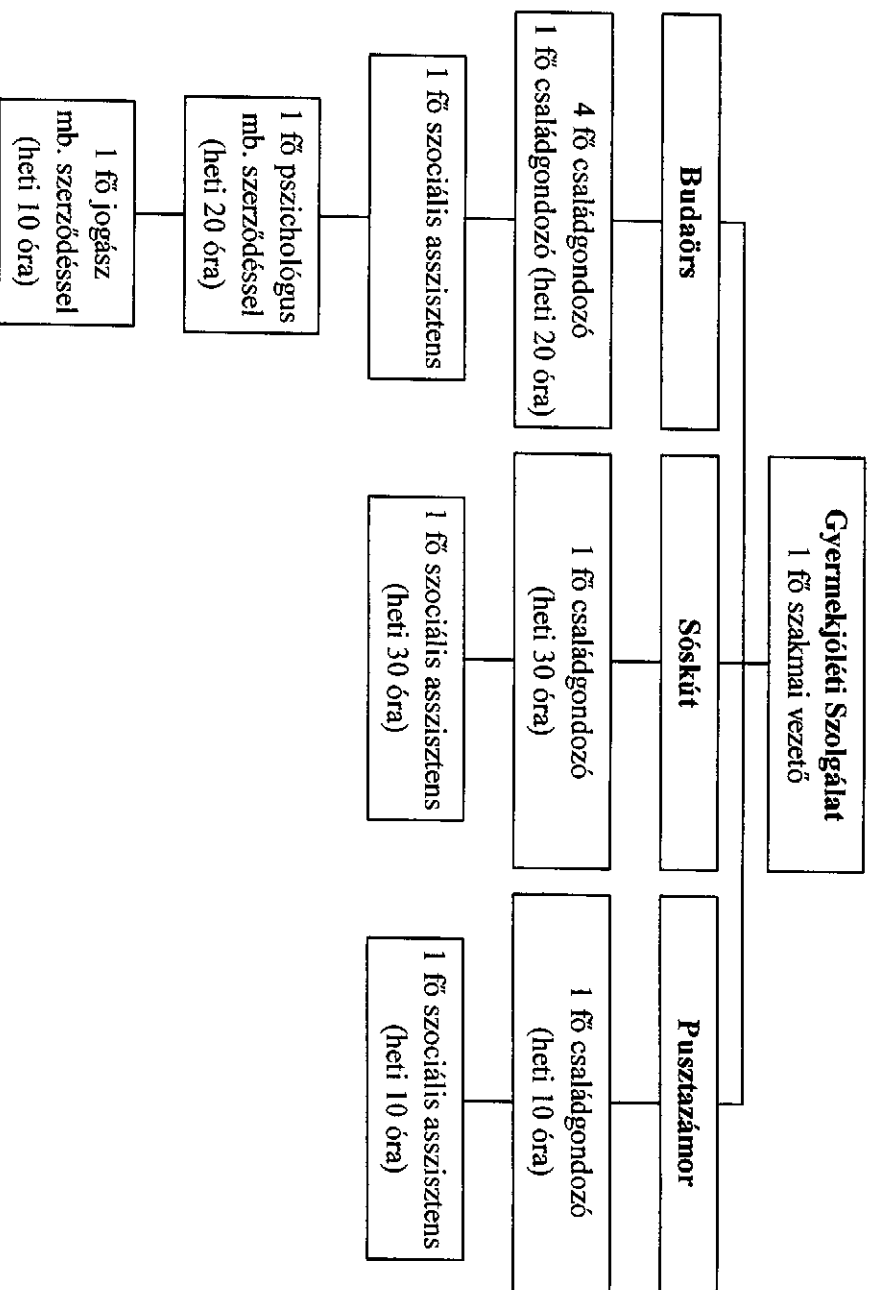 Gyermekjóléti Szolgálat
1 fő szakmai vezető
Budaörs
4 fő családgondozó
1 fő családgondozó (heti 20 óra)
1 fő szociális asszisztens
1 fő pszichológus
mb. szerződéssel
(heti 20 óra)
1 fő jogász
mb. szerződéssel
(heti 10 óra)
Sóskút
1 fő családgondozó
(heti 30 óra)
1 fő szociális asszisztens
(heti 30 óra)
Pusztazámor
1 fő családgondozó
(heti 10 óra)
1 fő szociális asszisztens
(heti 10 óra)